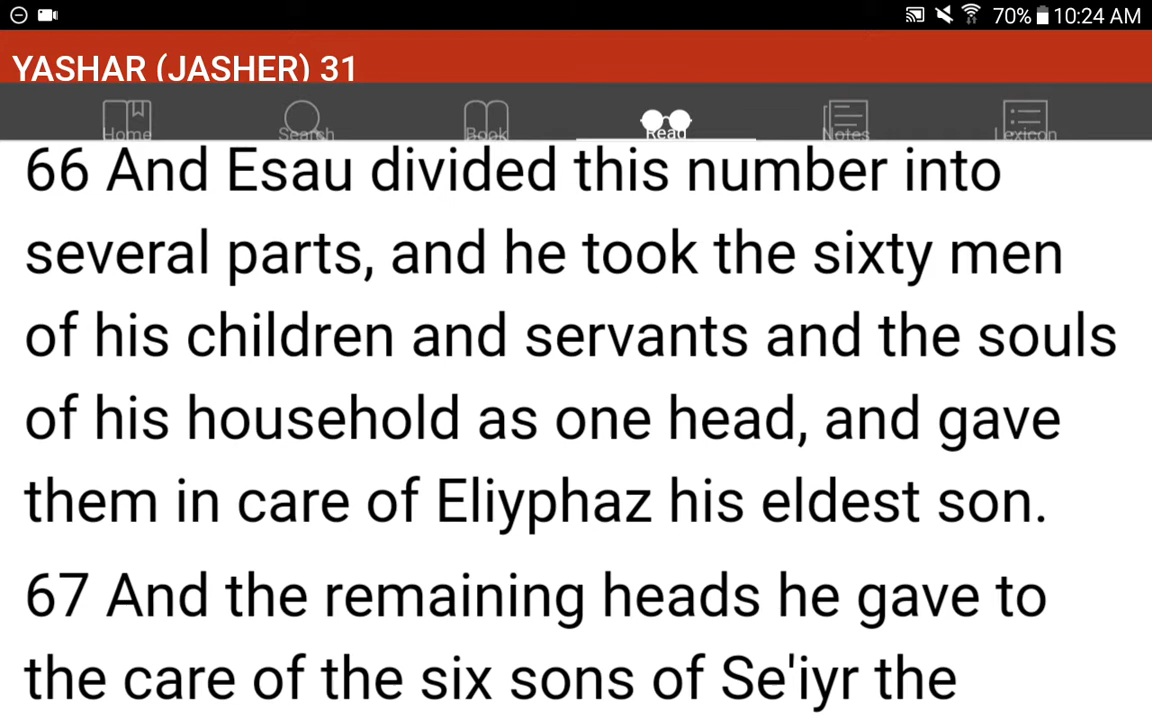 70% 10:24 AM
YASHAR (JASHER) 31
Home Search Book Read Notes Lexicon
66 And Esau divided this number into
several parts, and he took the sixty men
of his children and servants and the souls
of his household as one head, and gave
them in care of Eliyphaz his eldest son.
67 And the remaining heads he gave to
the care of the six sons of Se'iyr the